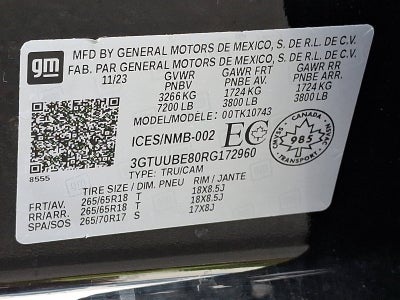 gm
MFD BY GENERAL MOTORS DE MEXICO, S. DE R.L. DE C.V.
FAB. PAR GENERAL MOTORS DE MEXICO, S. DE R.L. DE C.V.
11/23 GVWR GAWR FRT GAWR RR
PNBV PNBE AV. PNBE ARR.
3266 KG 1724 KG 1724 KG
7200 LB 3800 LB 3800 LB
MODEL/MODÈLE: 00TK10743
ICES/NMB-002 EC
CANADA
985
TRANSPORT
3GTUUBE80RG172960
8555
TYPE: TRU/CAM
TIRE SIZE / DIM. PNEU RIM / JANTE
FRT/AV. 265/65R18 T 18X8.5J
RR/ARR. 265/65R18 T 18X8.5J
SPA/SOS 265/70R17 S 17X8J